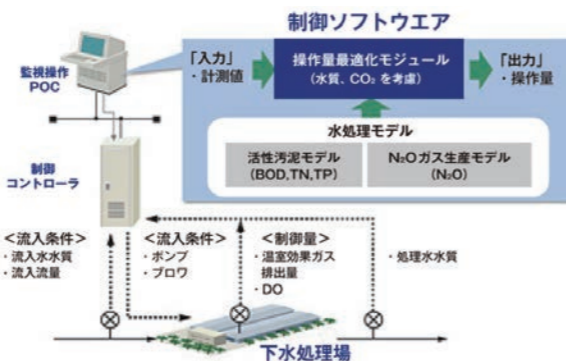 制御ソフトウエア
監視操作
POC
「入力」
・計測値
操作量最適化モジュール
（水質、CO₂ を考慮）
「出力」
・操作量
水処理モデル
活性汚泥モデル
(BOD,TN,TP)
N₂Oガス生産モデル
(N₂O)
制御
コントローラ
＜流入条件＞
・流入水水質
・流入流量
＜流入条件＞
・ポンプ
・ブロワ
＜制御量＞
・温室効果ガス
排出量
・DO
・処理水水質
下水処理場